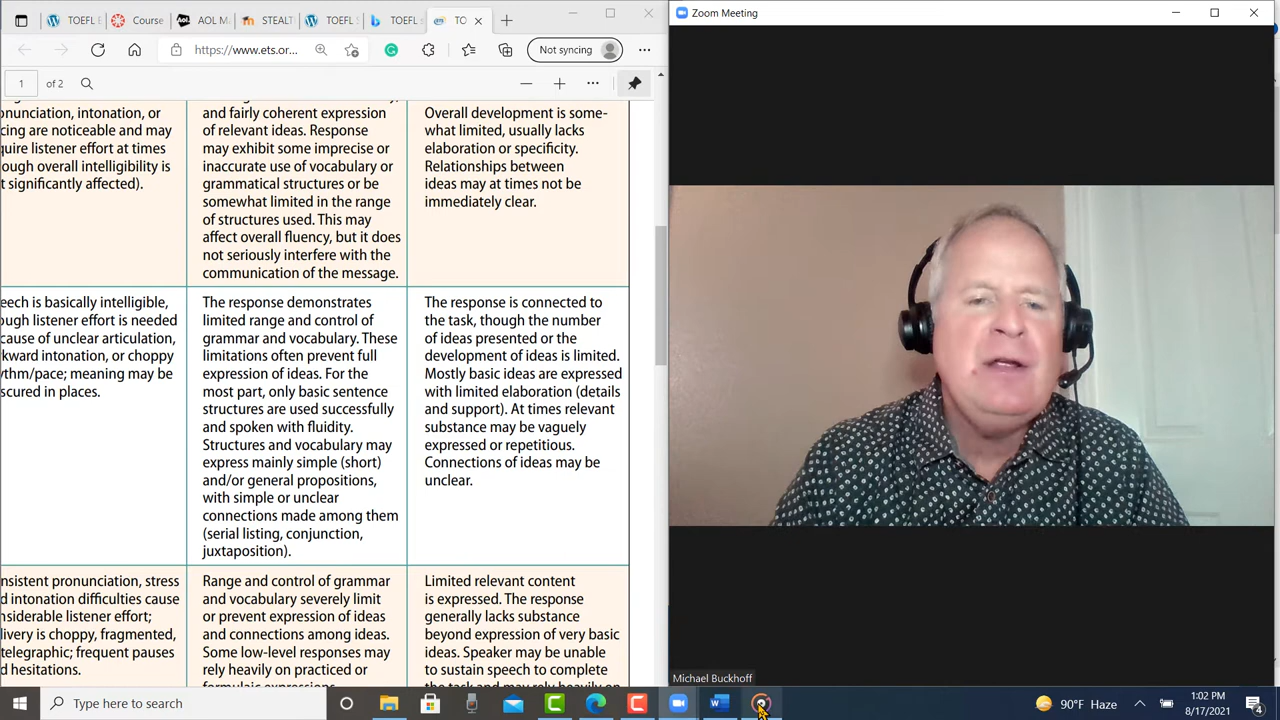 TOEFL E
Course
AOL M
STEALT
TOEFL S
TOEFL s
TO
Zoom Meeting
https://www.ets.or...
Not syncing
1
of 2
and fairly coherent expression
of relevant ideas. Response
may exhibit some imprecise or
inaccurate use of vocabulary or
grammatical structures or be
somewhat limited in the range
of structures used. This may
affect overall fluency, but it does
not seriously interfere with the
communication of the message.
Overall development is some-
what limited, usually lacks
elaboration or specificity.
Relationships between
ideas may at times not be
immediately clear.
onunciation, intonation, or
cing are noticeable and may
quire listener effort at times
ough overall intelligibility is
t significantly affected).
eech is basically intelligible,
ough listener effort is needed
cause of unclear articulation,
kward intonation, or choppy
ythm/pace; meaning may be
scured in places.
The response demonstrates
limited range and control of
grammar and vocabulary. These
limitations often prevent full
expression of ideas. For the
most part, only basic sentence
structures are used successfully
and spoken with fluidity.
Structures and vocabulary may
express mainly simple (short)
and/or general propositions,
with simple or unclear
connections made among them
(serial listing, conjunction,
juxtaposition).
The response is connected to
the task, though the number
of ideas presented or the
development of ideas is limited.
Mostly basic ideas are expressed
with limited elaboration (details
and support). At times relevant
substance may be vaguely
expressed or repetitious.
Connections of ideas may be
unclear.
nsistent pronunciation, stress
d intonation difficulties cause
nsiderable listener effort;
livery is choppy, fragmented,
telegraphic; frequent pauses
d hesitations.
Range and control of grammar
and vocabulary severely limit
or prevent expression of ideas
and connections among ideas.
Some low-level responses may
rely heavily on practiced or
formulaic expressions.
Limited relevant content
is expressed. The response
generally lacks substance
beyond expression of very basic
ideas. Speaker may be unable
to sustain speech to complete
the task and may rely heavily on
Michael Buckhoff
Type here to search
90°F Haze
1:02 PM
8/17/2021
4